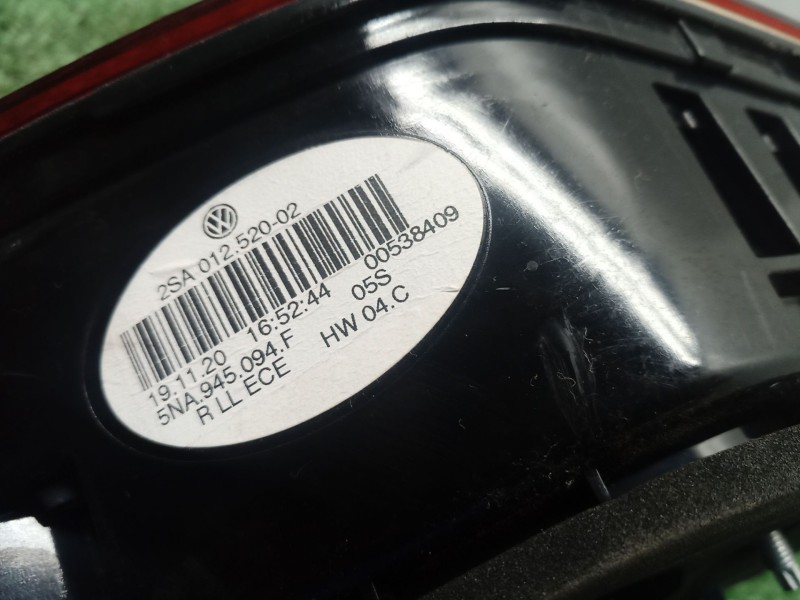 2SA 012.520-02
00538409
19.11.20 16:52:44 05S
5NA.945.094.F HW 04.C
R LL ECE